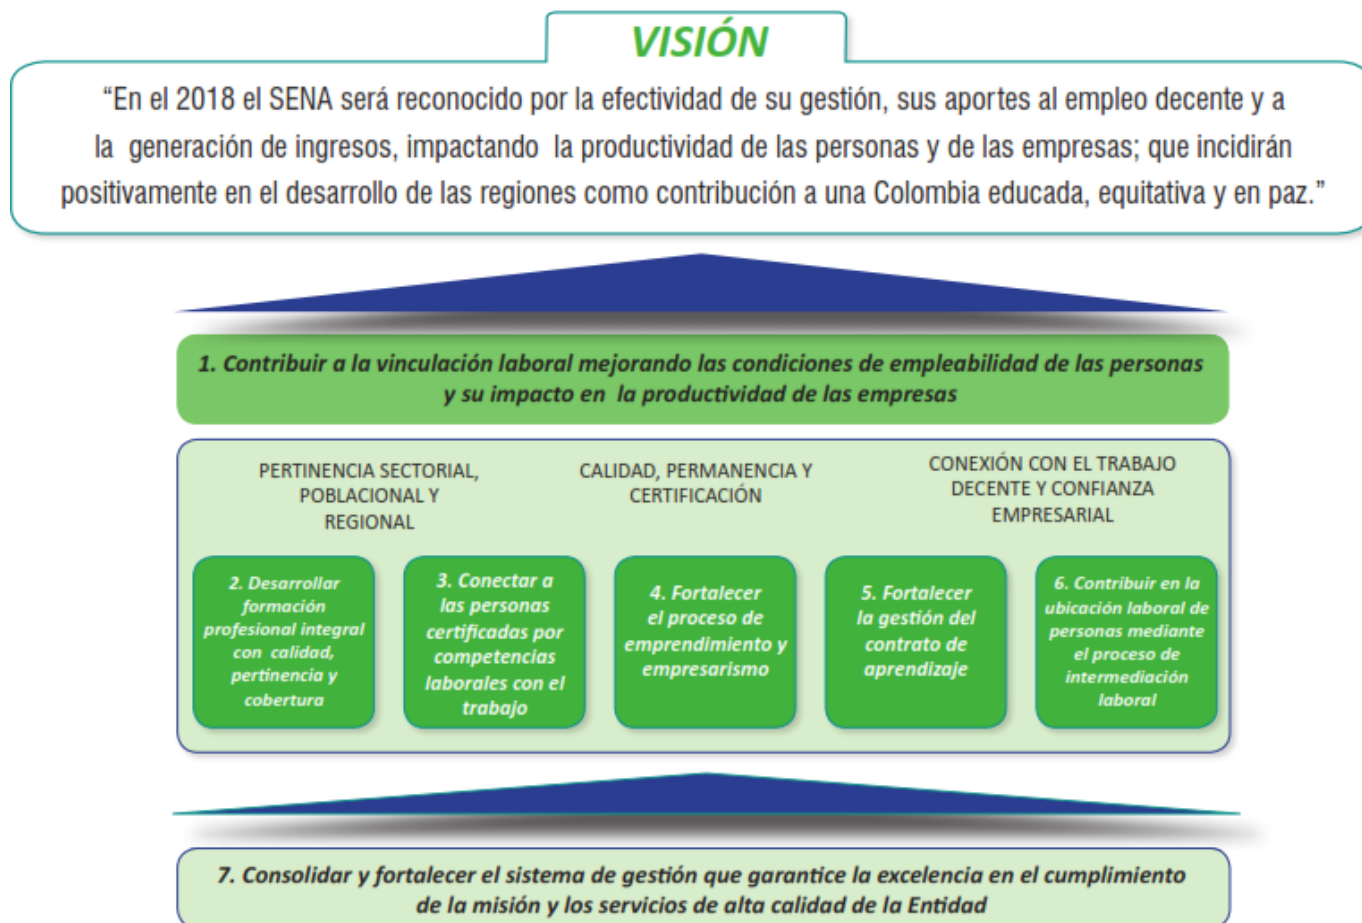 VISIÓN
“En el 2018 el SENA será reconocido por la efectividad de su gestión, sus aportes al empleo decente y a
la generación de ingresos, impactando la productividad de las personas y de las empresas; que incidirán
positivamente en el desarrollo de las regiones como contribución a una Colombia educada, equitativa y en paz.”
1. Contribuir a la vinculación laboral mejorando las condiciones de empleabilidad de las personas
y su impacto en la productividad de las empresas
PERTINENCIA SECTORIAL,
POBLACIONAL Y
REGIONAL
CALIDAD, PERMANENCIA Y
CERTIFICACIÓN
CONEXIÓN CON EL TRABAJO
DECENTE Y CONFIANZA
EMPRESARIAL
2. Desarrollar
formación
profesional integral
con calidad,
pertinencia y
cobertura
3. Conectar a
las personas
certificadas por
competencias
laborales con el
trabajo
4. Fortalecer
el proceso de
emprendimiento y
empresarismo
5. Fortalecer
la gestión del
contrato de
aprendizaje
6. Contribuir en la
ubicación laboral de
personas mediante
el proceso de
intermediación
laboral
7. Consolidar y fortalecer el sistema de gestión que garantice la excelencia en el cumplimiento
de la misión y los servicios de alta calidad de la Entidad